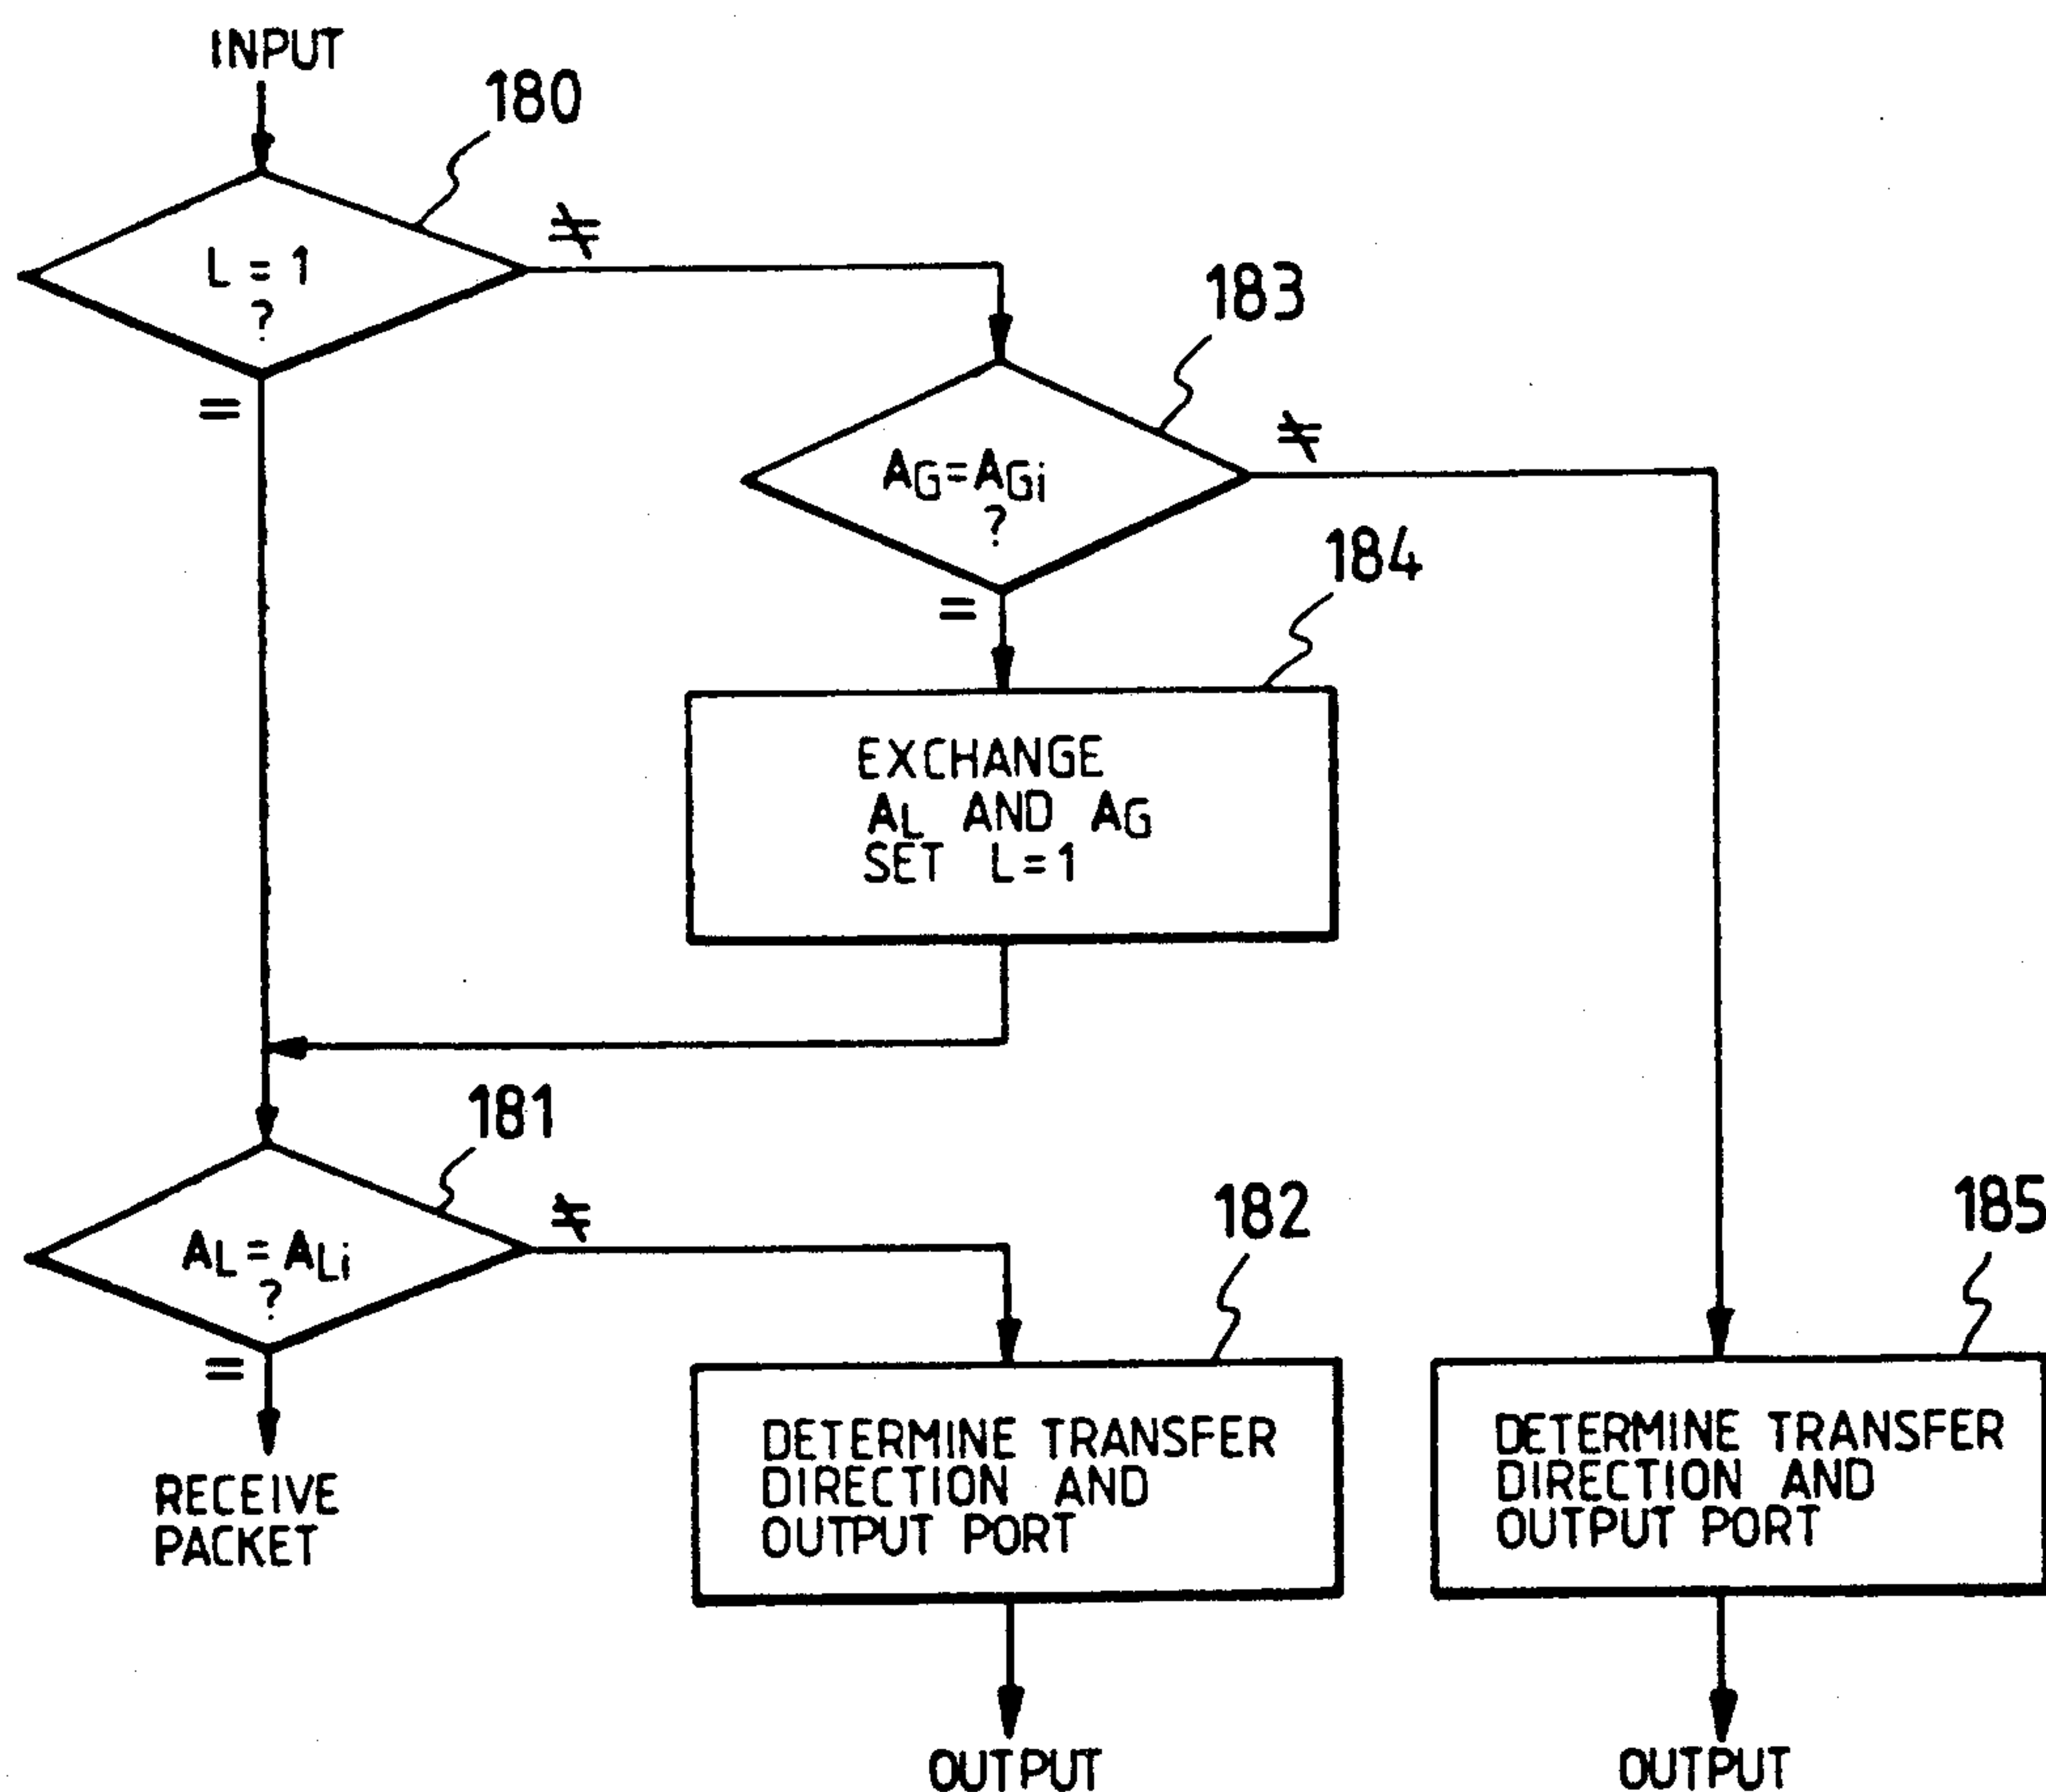 INPUT
180
≠
L = 1
?
=
183
≠
AG=AGi
?
=
184
EXCHANGE
AL AND AG
SET L=1
181
≠
AL = ALi
?
=
RECEIVE
PACKET
182
DETERMINE TRANSFER
DIRECTION AND
OUTPUT PORT
OUTPUT
185
DETERMINE TRANSFER
DIRECTION AND
OUTPUT PORT
OUTPUT